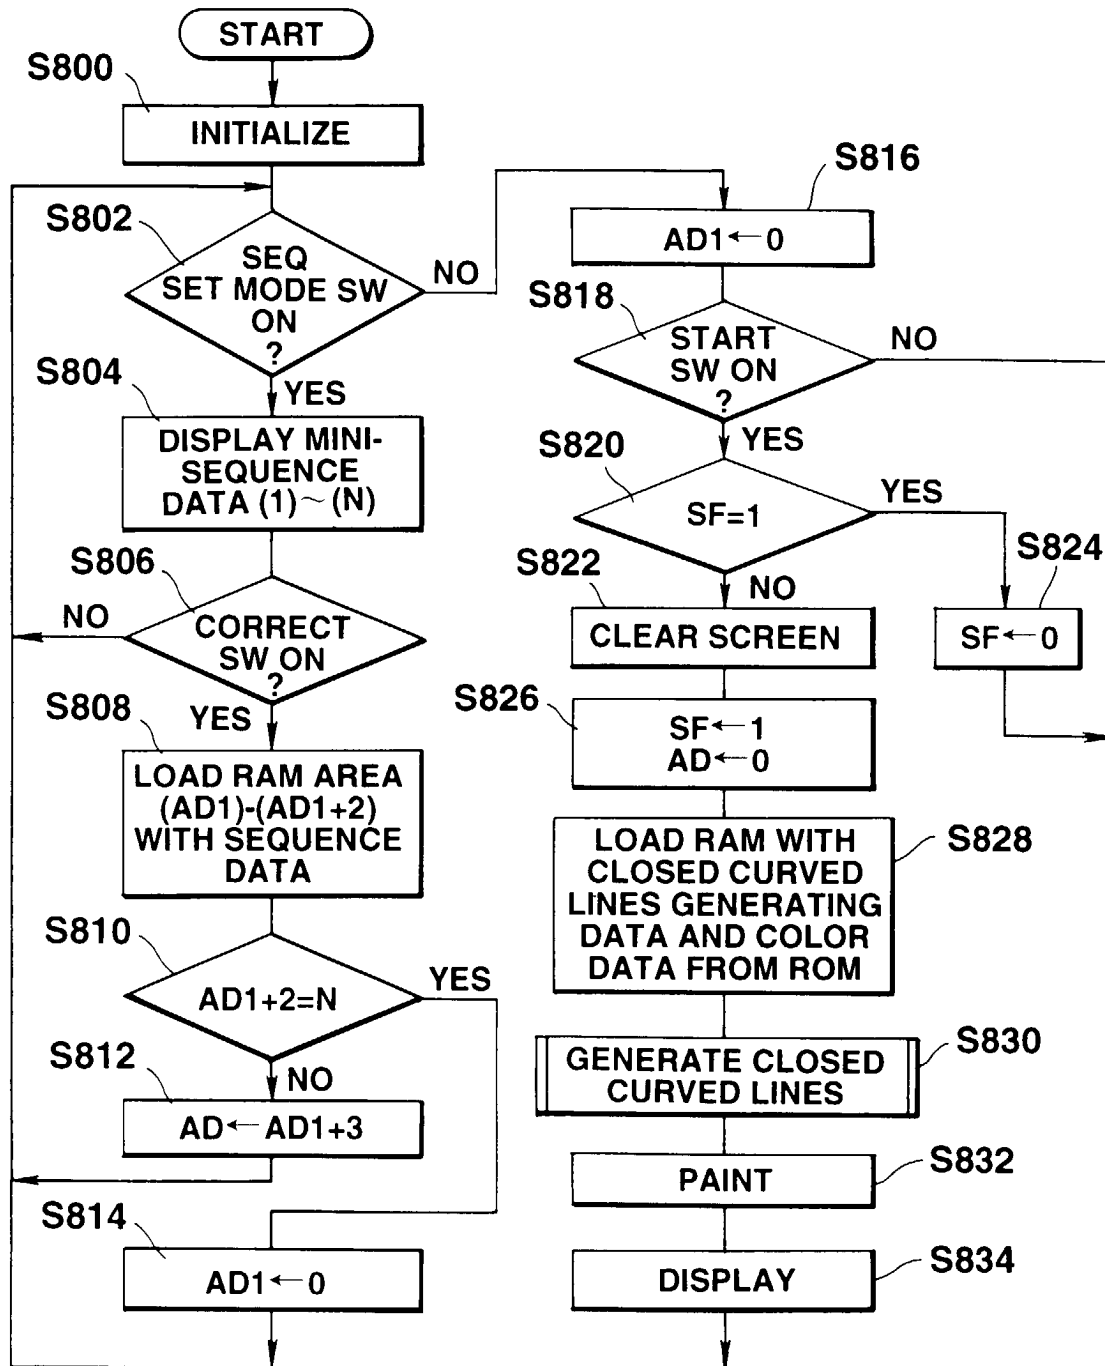 START
S800
INITIALIZE
S802
SEQ
SET MODE SW
ON
?
NO
YES
S804
DISPLAY MINI-
SEQUENCE
DATA (1)~(N)
S806
NO
CORRECT
SW ON
?
YES
S808
LOAD RAM AREA
(AD1)-(AD1+2)
WITH SEQUENCE
DATA
S810
AD1+2=N
YES
NO
S812
AD←AD1+3
S814
AD1←0
S816
AD1←0
S818
START
SW ON
?
NO
YES
S820
SF=1
YES
NO
S822
CLEAR SCREEN
S824
SF←0
S826
SF←1
AD←0
S828
LOAD RAM WITH
CLOSED CURVED
LINES GENERATING
DATA AND COLOR
DATA FROM ROM
S830
GENERATE CLOSED
CURVED LINES
S832
PAINT
S834
DISPLAY